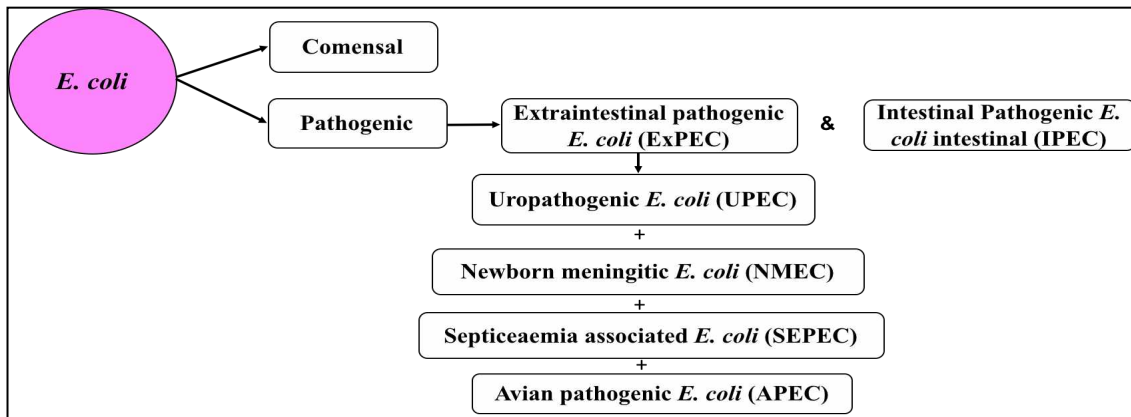 E. coli
Comensal
Pathogenic
Extraintestinal pathogenic
E. coli (ExPEC)
&
Intestinal Pathogenic E.
coli intestinal (IPEC)
Uropathogenic E. coli (UPEC)
+
Newborn meningitic E. coli (NMEC)
+
Septiceaemia associated E. coli (SEPEC)
+
Avian pathogenic E. coli (APEC)